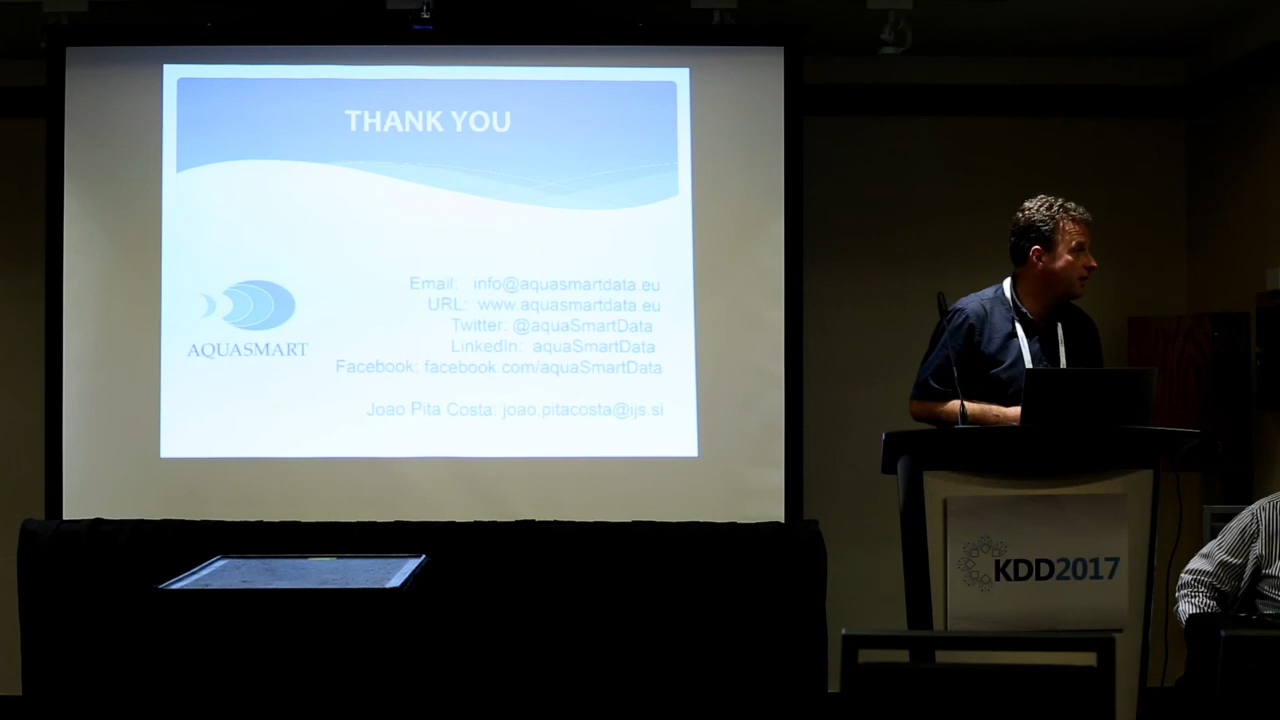 THANK YOU
Email: info@aquasmartdata.eu
URL: www.aquasmartdata.eu
Twitter: @aquaSmartData
LinkedIn: aquaSmartData
Facebook: facebook.com/aquaSmartData
Joao Pita Costa: joao.pitacosta@ijs.si
AQUASMART
KDD2017